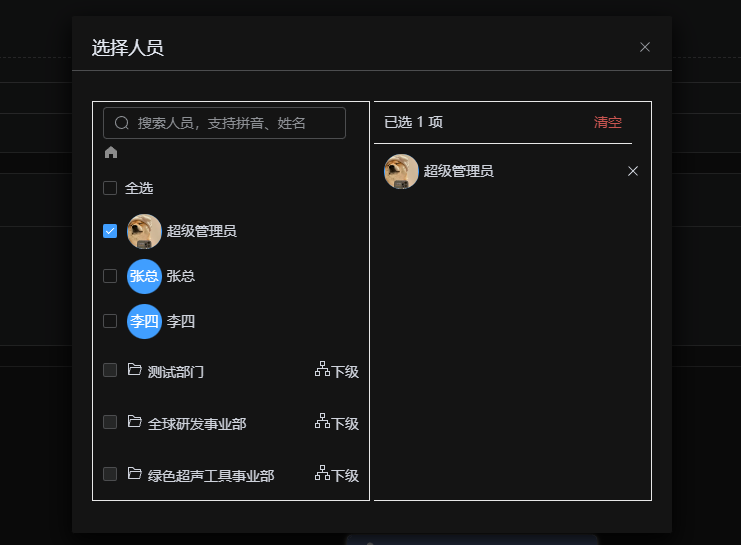 选择人员
搜索人员，支持拼音、姓名
全选
超级管理员
张总 张总
李四 李四
测试部门 下级
全球研发事业部 下级
绿色超声工具事业部 下级
已选 1 项 清空
超级管理员